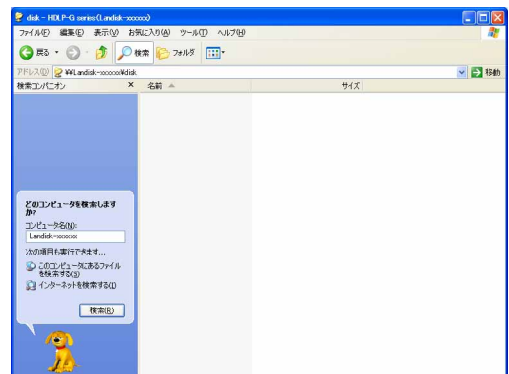 disk - HDLP-G series(Landisk-xxxxxx)
ファイル(F) 編集(E) 表示(V) お気に入り(A) ツール(T) ヘルプ(H)
戻る 検索 フォルダ
アドレス(D) ¥¥Landisk-xxxxxx¥disk 移動
検索コンパニオン × 名前 サイズ
どのコンピュータを検索します
か?
コンピュータ名(N):
Landisk-xxxxxx
次の項目も実行できます...
このコンピュータにあるファイル
を検索する(S)
インターネットを検索する(I)
検索(R)